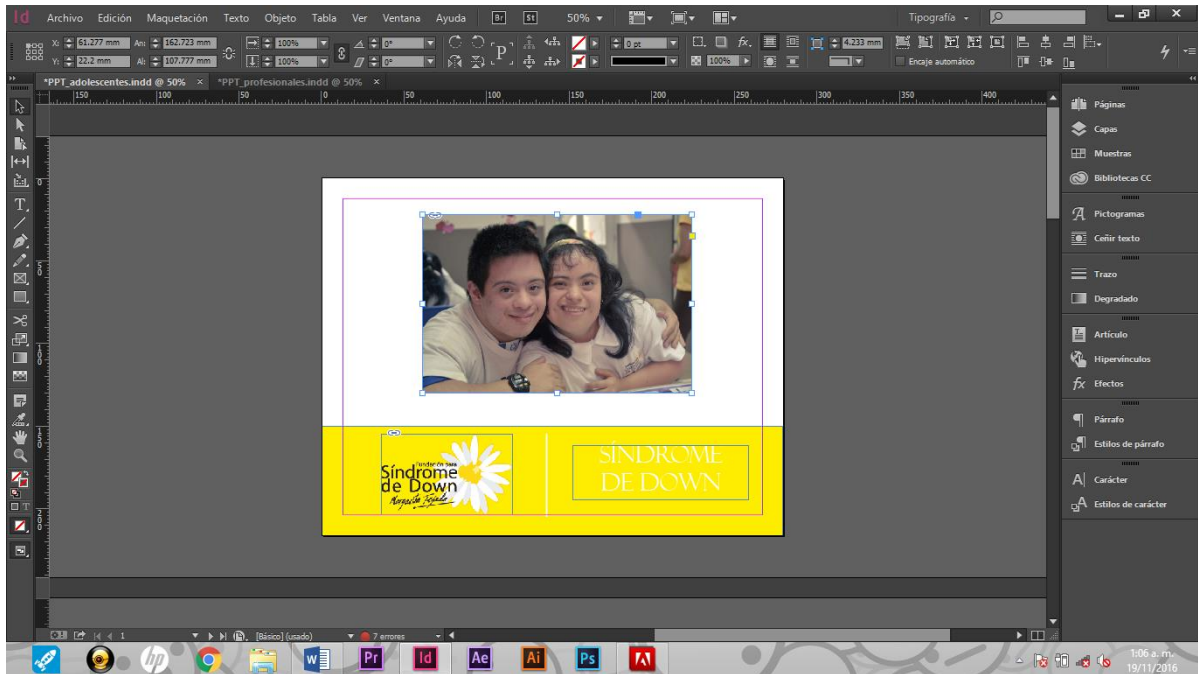 Id Archivo Edición Maquetación Texto Objeto Tabla Ver Ventana Ayuda Br St 50% Tipografía
X: 61.277 mm An: 162.723 mm 100% 0° 0 pt 4.233 mm
Y: 22.2 mm Al: 107.777 mm 100% 0° P 100% Encaje automático
*PPT_adolescentes.indd @ 50% × *PPT_profesionales.indd @ 50% ×
150 100 50 0 50 100 150 200 250 300 350 400
Páginas
Capas
Muestras
Bibliotecas CC
Pictogramas
Ceñir texto
Trazo
Degradado
Artículo
Hipervínculos
Efectos
Párrafo
Estilos de párrafo
Carácter
Estilos de carácter
Fundación para
Síndrome
de Down
Margarita Tejada
SÍNDROME
DE DOWN
1 [Básico] (usado) 7 errores
hp W Pr Id Ae Ai Ps
1:06 a. m.
19/11/2016